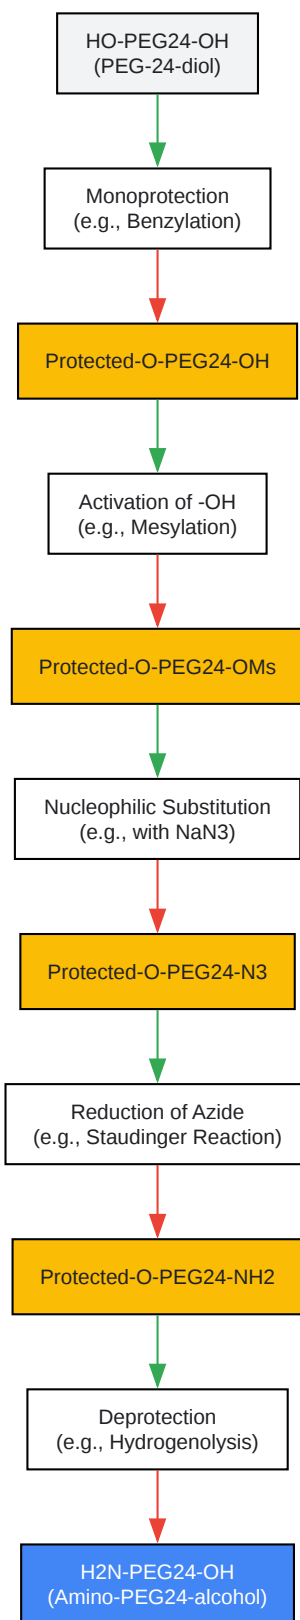 HO-PEG24-OH
(PEG-24-diol)
Monoprotection
(e.g., Benzylation)
Protected-O-PEG24-OH
Activation of -OH
(e.g., Mesylation)
Protected-O-PEG24-OMs
Nucleophilic Substitution
(e.g., with NaN3)
Protected-O-PEG24-N3
Reduction of Azide
(e.g., Staudinger Reaction)
Protected-O-PEG24-NH2
Deprotection
(e.g., Hydrogenolysis)
H2N-PEG24-OH
(Amino-PEG24-alcohol)